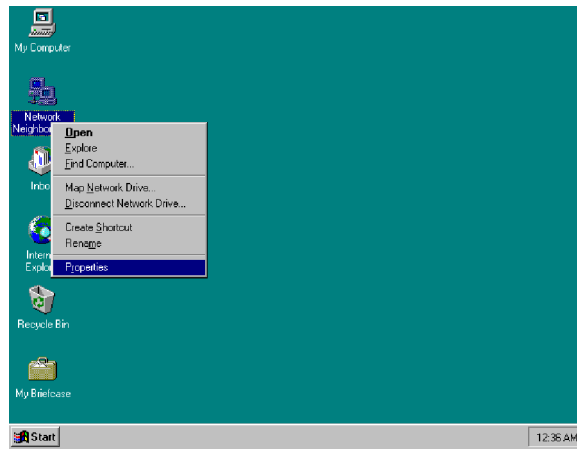 My Computer
Network
Neighbo
Open
Explore
Find Computer...
Map Network Drive...
Disconnect Network Drive...
Create Shortcut
Rename
Properties
Inbo
Intern
Explo
Recycle Bin
My Briefcase
Start
12:36 AM